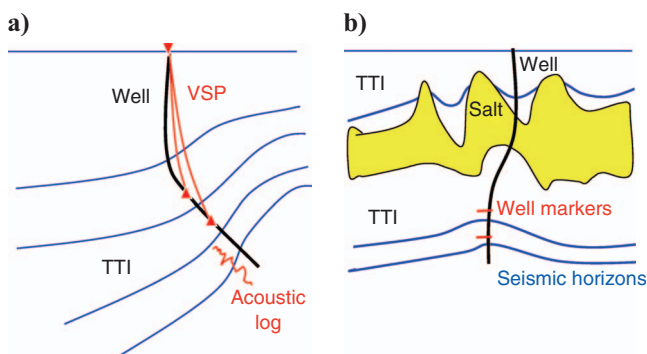 a)
Well
VSP
TTI
Acoustic
log
b)
Well
TTI
Salt
TTI
Well markers
Seismic horizons